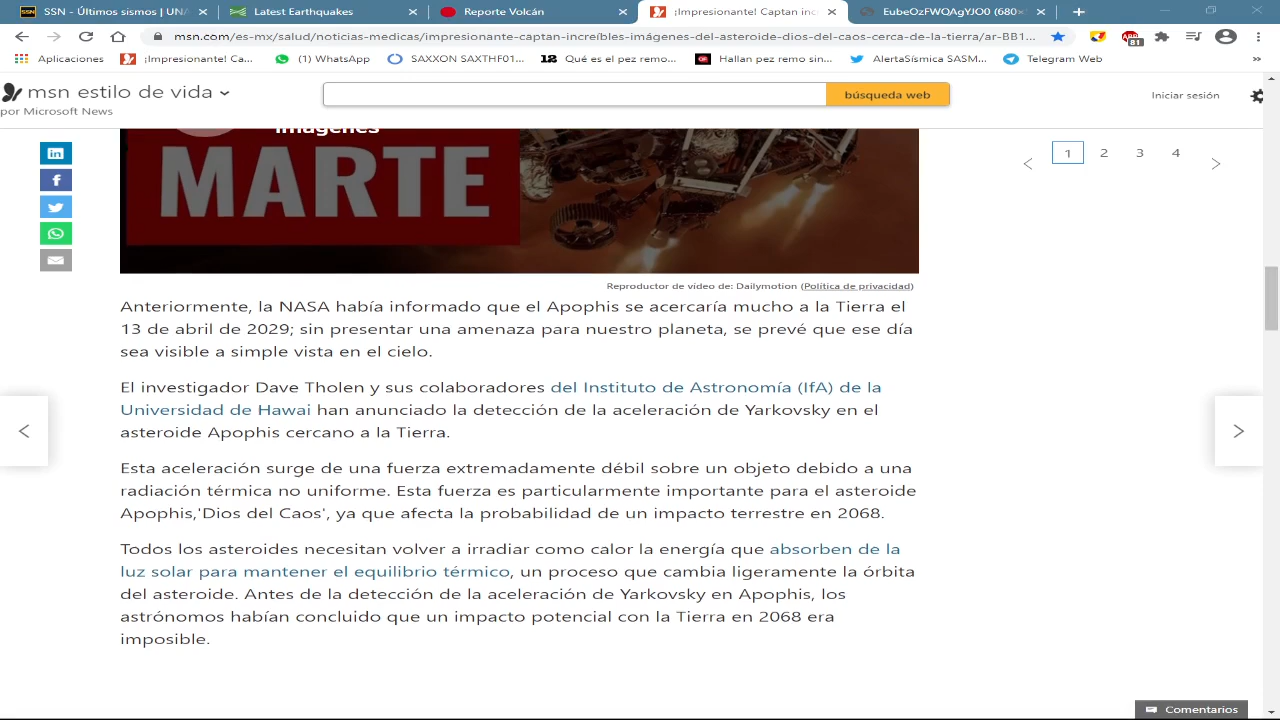 SSN - Últimos sismos | UNA
Latest Earthquakes
Reporte Volcán
¡Impresionante! Captan inc
EubeOzFWQAgYJO0 (680×
msn.com/es-mx/salud/noticias-medicas/impresionante-captan-increíbles-imágenes-del-asteroide-dios-del-caos-cerca-de-la-tierra/ar-BB1...
81
Aplicaciones
¡Impresionante! Ca...
(1) WhatsApp
SAXXON SAXTHF01...
12 Qué es el pez remo...
Hallan pez remo sin...
AlertaSísmica SASM...
Telegram Web
»
msn estilo de vida
por Microsoft News
búsqueda web
Iniciar sesión
imágenes
MARTE
1 2 3 4
Reproductor de vídeo de: Dailymotion (Política de privacidad)
Anteriormente, la NASA había informado que el Apophis se acercaría mucho a la Tierra el
13 de abril de 2029; sin presentar una amenaza para nuestro planeta, se prevé que ese día
sea visible a simple vista en el cielo.
El investigador Dave Tholen y sus colaboradores del Instituto de Astronomía (IfA) de la
Universidad de Hawai han anunciado la detección de la aceleración de Yarkovsky en el
asteroide Apophis cercano a la Tierra.
Esta aceleración surge de una fuerza extremadamente débil sobre un objeto debido a una
radiación térmica no uniforme. Esta fuerza es particularmente importante para el asteroide
Apophis,'Dios del Caos', ya que afecta la probabilidad de un impacto terrestre en 2068.
Todos los asteroides necesitan volver a irradiar como calor la energía que absorben de la
luz solar para mantener el equilibrio térmico, un proceso que cambia ligeramente la órbita
del asteroide. Antes de la detección de la aceleración de Yarkovsky en Apophis, los
astrónomos habían concluido que un impacto potencial con la Tierra en 2068 era
imposible.
Comentarios